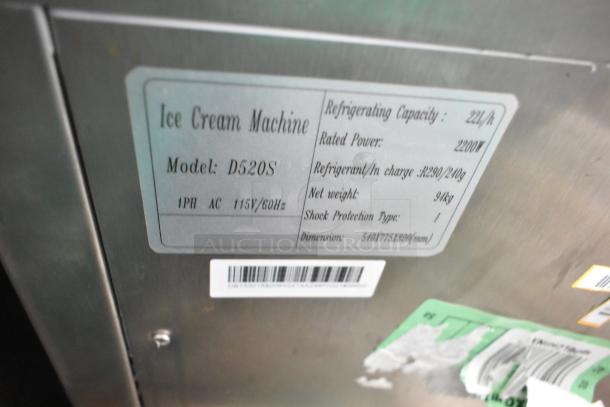 Ice Cream Machine
Model: D520S
1PH AC 115V/60Hz
Refrigerating Capacity: 22L/h
Rated Power: 2200W
Refrigerant/In charge :R290/240g
Net weight: 94kg
Shock Protection Type: I
Dimension:
AUCTION GROUP